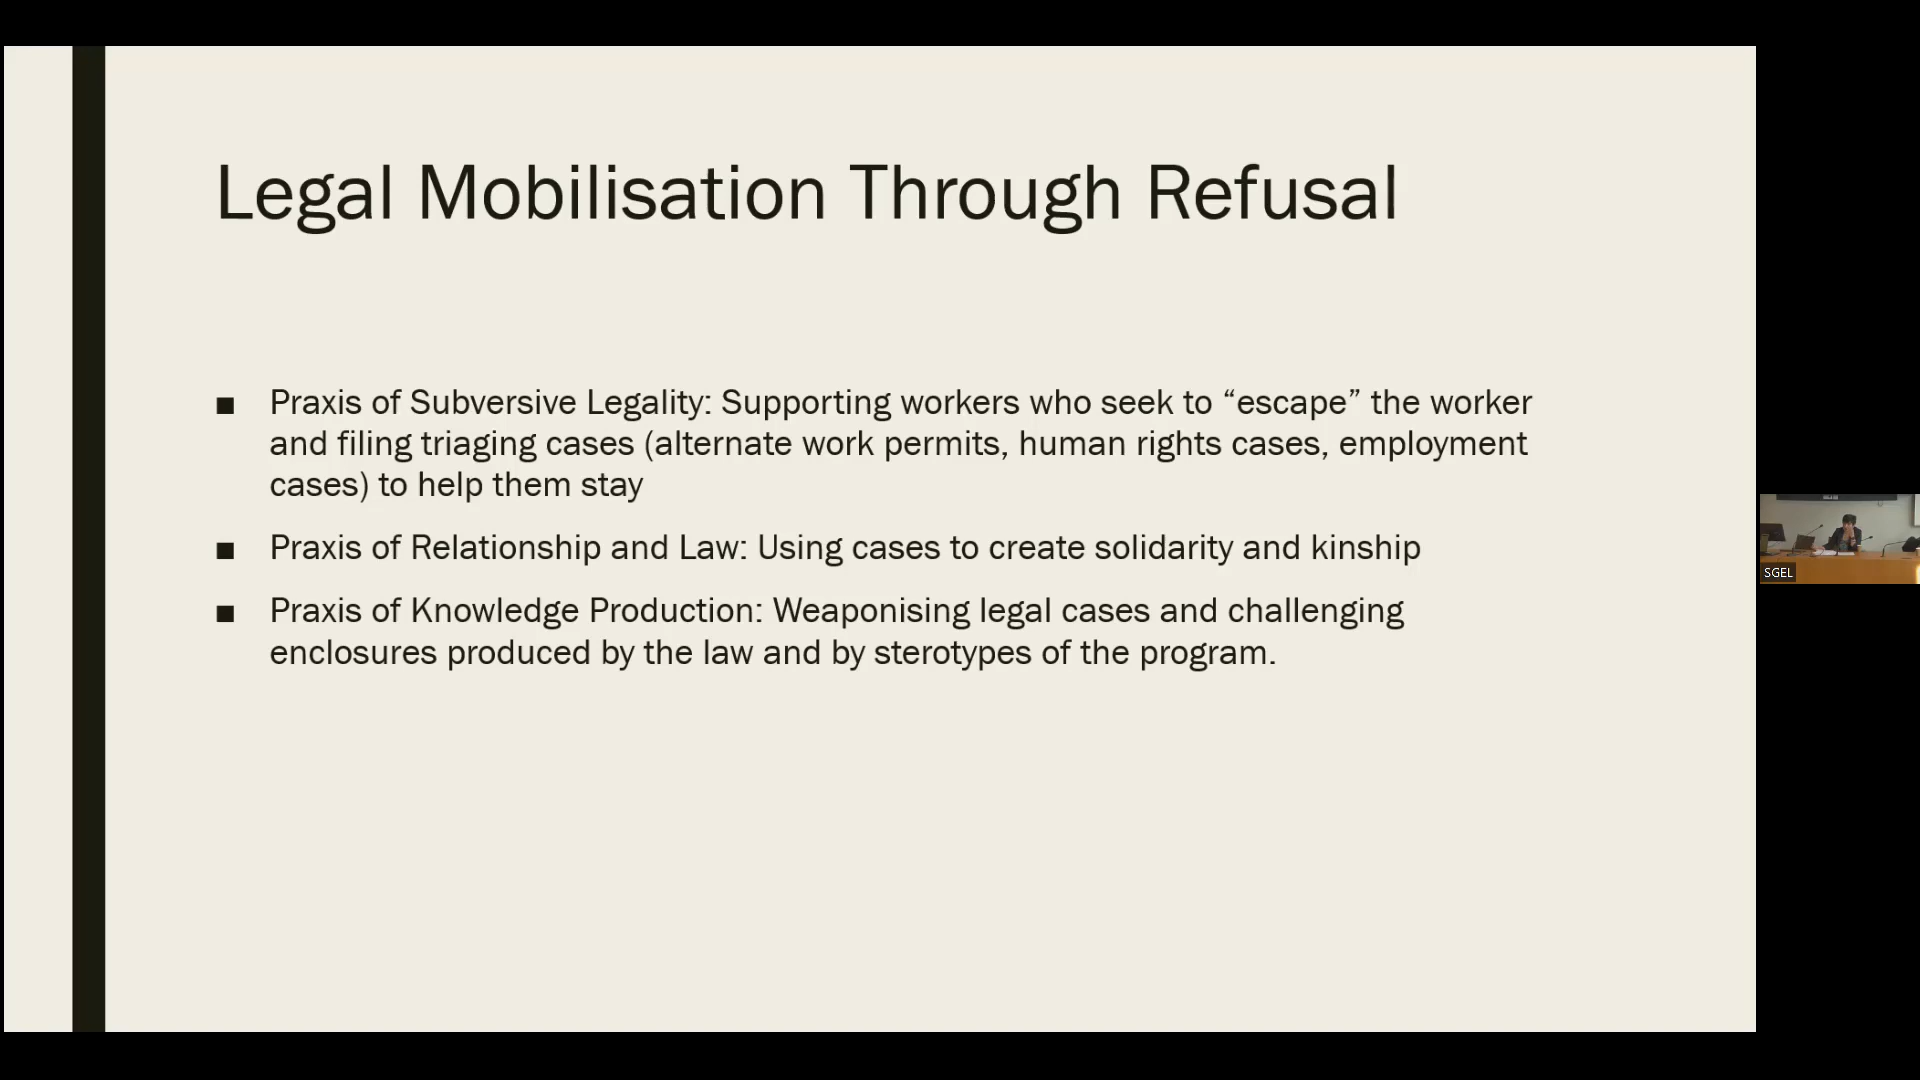 Legal Mobilisation Through Refusal
■ Praxis of Subversive Legality: Supporting workers who seek to “escape” the worker
and filing triaging cases (alternate work permits, human rights cases, employment
cases) to help them stay
■ Praxis of Relationship and Law: Using cases to create solidarity and kinship
■ Praxis of Knowledge Production: Weaponising legal cases and challenging
enclosures produced by the law and by sterotypes of the program.
SGEL